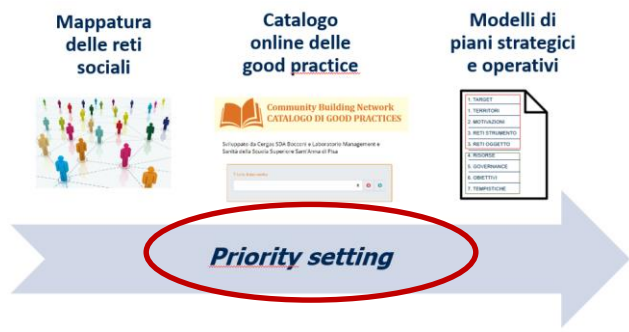 Mappatura
delle reti
sociali
Catalogo
online delle
good practice
Modelli di
piani strategici
e operativi
Community Building Network
CATALOGO DI GOOD PRACTICES
Sviluppato da Cergas SDA Bocconi e Laboratorio Management e
Sanità della Scuola Superiore Sant'Anna di Pisa
1. TARGET
1. TERRITORI
2. MOTIVAZIONI
3. RETI STRUMENTO
3. RETI OGGETTO
4. RISORSE
5. GOVERNANCE
6. OBIETTIVI
7. TEMPISTICHE
Priority setting